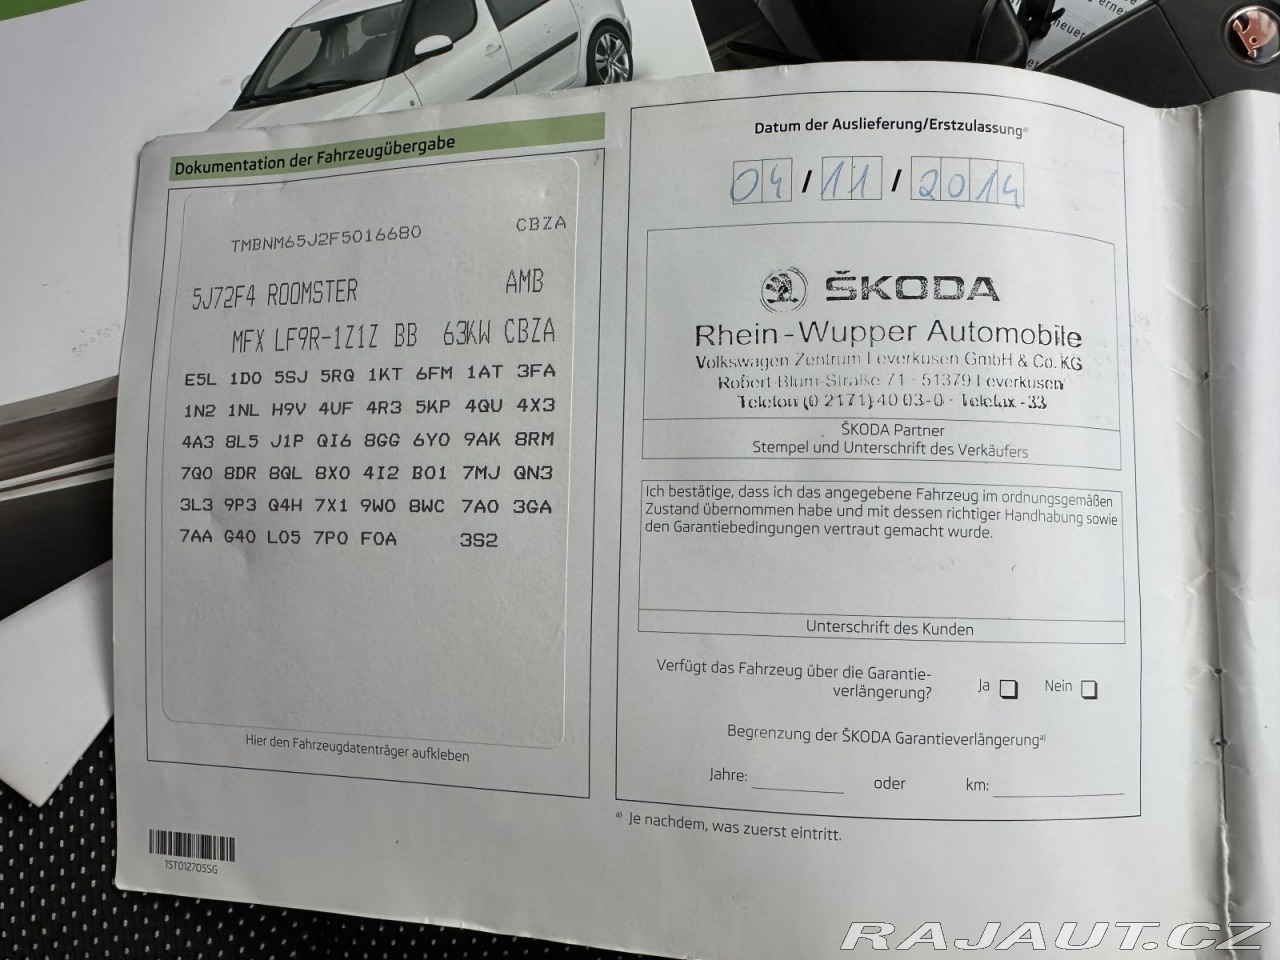 Dokumentation der Fahrzeugübergabe
TMBNM65J2F5016680 CBZA
5J72F4 ROOMSTER AMB
MFX LF9R-1Z1Z BB 63KW CBZA
E5L 1D0 5SJ 5RQ 1KT 6FM 1AT 3FA
1N2 1NL H9V 4UF 4R3 5KP 4QU 4X3
4A3 8L5 J1P QI6 8GG 6Y0 9AK 8RM
7Q0 8DR 8QL 8X0 4I2 B01 7MJ QN3
3L3 9P3 Q4H 7X1 9W0 8WC 7A0 3GA
7AA G40 L05 7P0 F0A 3S2
Hier den Fahrzeugdatenträger aufkleben
1ST012705SG
Datum der Auslieferung/Erstzulassung a)
04/11/2014
ŠKODA
Rhein-Wupper Automobile
Volkswagen Zentrum Leverkusen GmbH & Co. KG
Robert-Blum-Straße 71 · 51379 Leverkusen
Telefon (0 2171) 40 03-0 · Telefax -33
ŠKODA Partner
Stempel und Unterschrift des Verkäufers
Ich bestätige, dass ich das angegebene Fahrzeug im ordnungsgemäßen
Zustand übernommen habe und mit dessen richtiger Handhabung sowie
den Garantiebedingungen vertraut gemacht wurde.
Unterschrift des Kunden
Verfügt das Fahrzeug über die Garantie-
verlängerung? Ja Nein
Begrenzung der ŠKODA Garantieverlängerung a)
Jahre: oder km:
a) Je nachdem, was zuerst eintritt.
RAJAUT.CZ